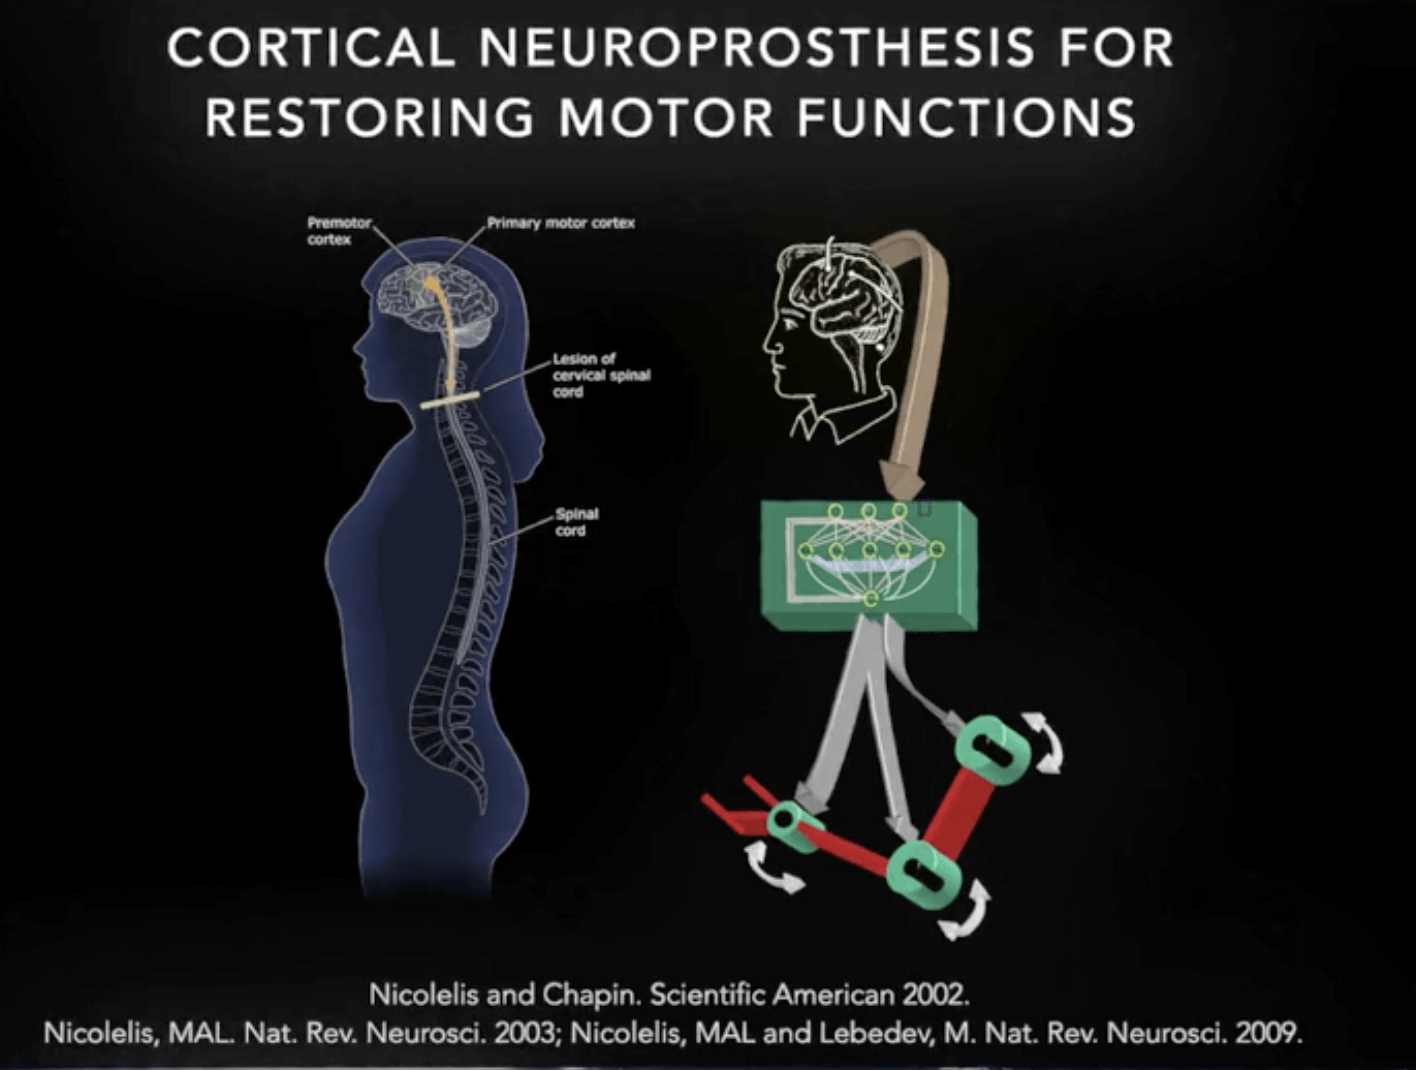 CORTICAL NEUROPROSTHESIS FOR
RESTORING MOTOR FUNCTIONS
Premotor
cortex
Primary motor cortex
Lesion of
cervical spinal
cord
Spinal
cord
Nicolelis and Chapin. Scientific American 2002.
Nicolelis, MAL. Nat. Rev. Neurosci. 2003; Nicolelis, MAL and Lebedev, M. Nat. Rev. Neurosci. 2009.